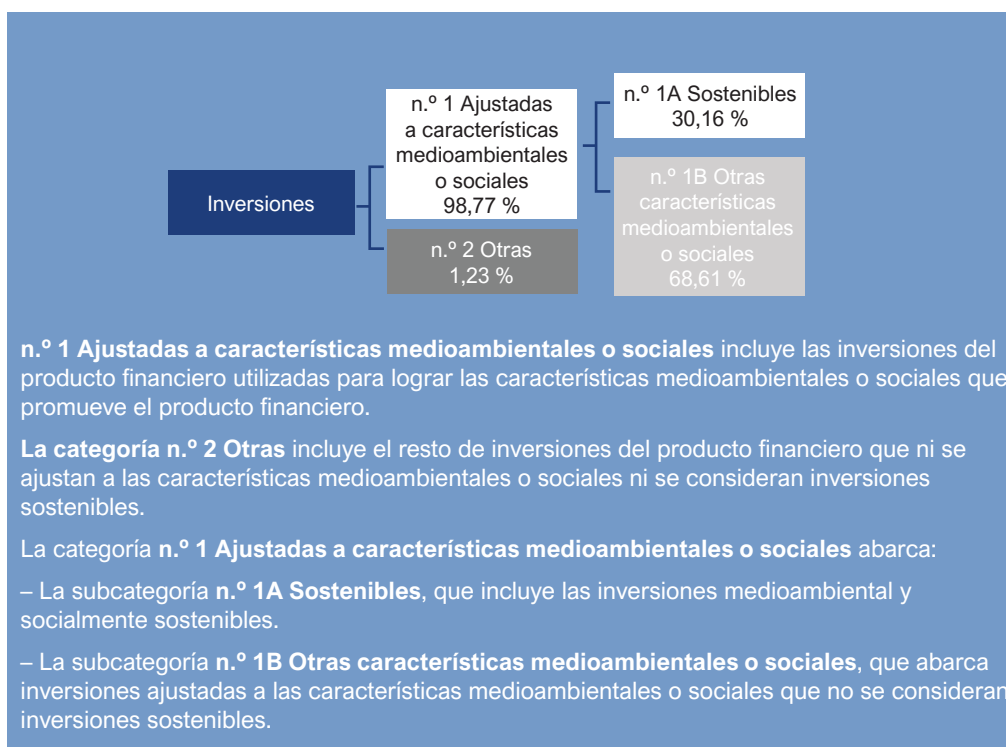 Inversiones
n.º 1 Ajustadas
a características
medioambientales
o sociales
98,77 %
n.º 2 Otras
1,23 %
n.º 1A Sostenibles
30,16 %
n.º 1B Otras
características
medioambientales
o sociales
68,61 %
n.º 1 Ajustadas a características medioambientales o sociales incluye las inversiones del
producto financiero utilizadas para lograr las características medioambientales o sociales que
promueve el producto financiero.
La categoría n.º 2 Otras incluye el resto de inversiones del producto financiero que ni se
ajustan a las características medioambientales o sociales ni se consideran inversiones
sostenibles.
La categoría n.º 1 Ajustadas a características medioambientales o sociales abarca:
– La subcategoría n.º 1A Sostenibles, que incluye las inversiones medioambiental y
socialmente sostenibles.
– La subcategoría n.º 1B Otras características medioambientales o sociales, que abarca
inversiones ajustadas a las características medioambientales o sociales que no se consideran
inversiones sostenibles.